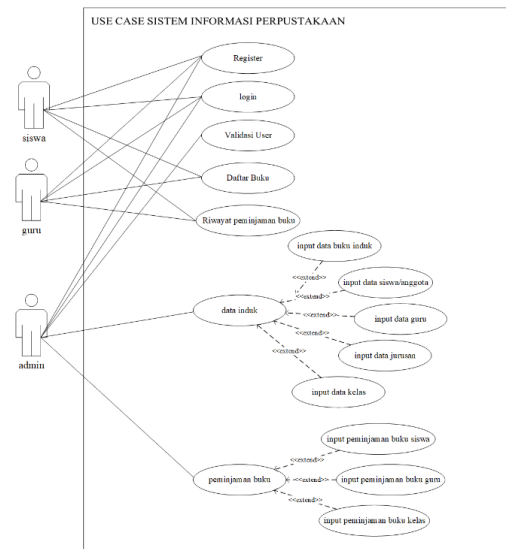 USE CASE SISTEM INFORMASI PERPUSTAKAAN
Register
siswa
login
Validasi User
guru
Daftar Buku
Riwayat peminjaman buku
input data buku induk
<<extend>>
input data siswa/anggota
<<extend>>
data induk
<<extend>>
input data guru
<<extend>>
input data jurusan
<<extend>>
admin
input data kelas
input peminjaman buku siswa
<<extend>>
peminjaman buku
<<extend>>
input peminjaman buku guru
<<extend>>
input peminjaman buku kelas